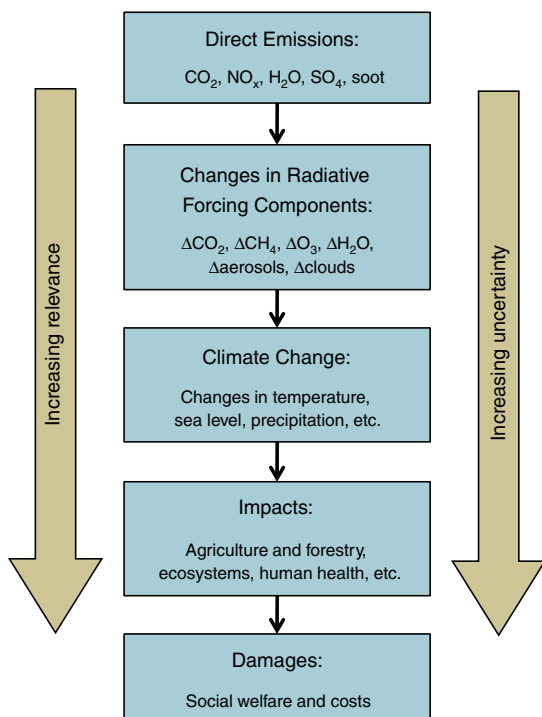 Direct Emissions:
CO₂, NOₓ, H₂O, SO₄, soot
Changes in Radiative
Forcing Components:
ΔCO₂, ΔCH₄, ΔO₃, ΔH₂O,
Δaerosols, Δclouds
Climate Change:
Changes in temperature,
sea level, precipitation, etc.
Impacts:
Agriculture and forestry,
ecosystems, human health, etc.
Damages:
Social welfare and costs
Increasing relevance
Increasing uncertainty